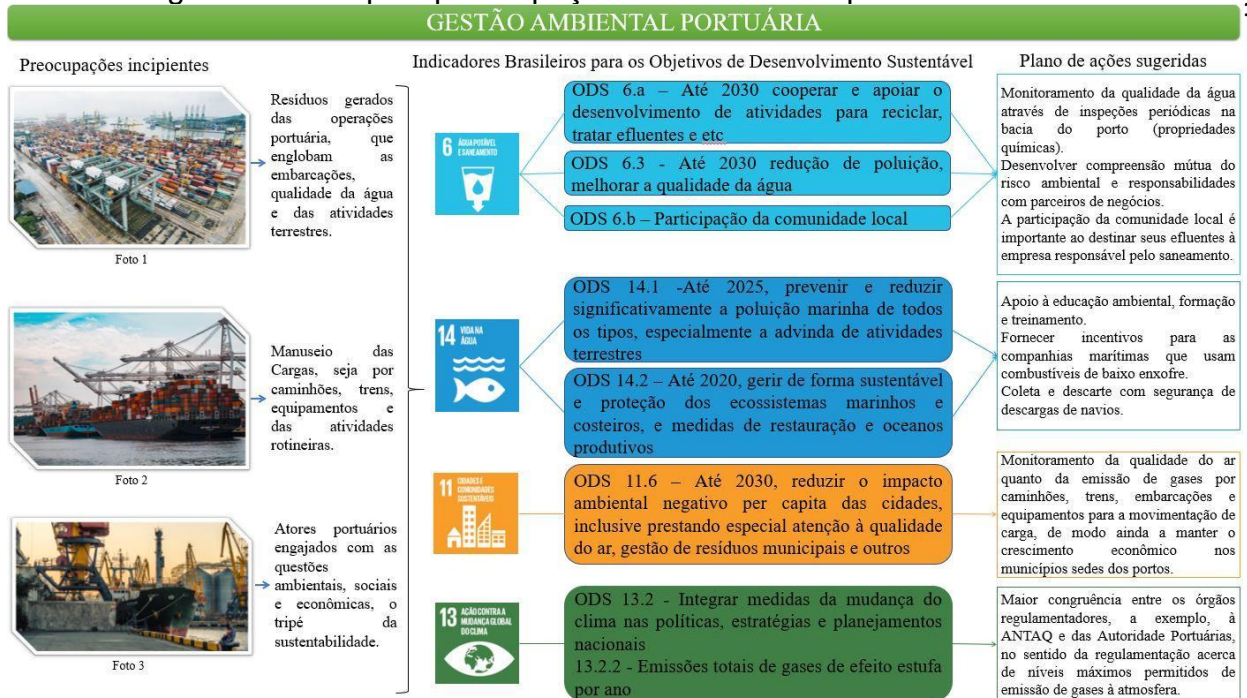 GESTÃO AMBIENTAL PORTUÁRIA
Preocupações incipientes
Resíduos gerados
das operações
portuária, que
englobam as
embarcações,
qualidade da água
e das atividades
terrestres.
Foto 1
Manuseio das
Cargas, seja por
caminhões, trens,
equipamentos e
das atividades
rotineiras.
Foto 2
Atores portuários
engajados com as
questões
ambientais, sociais
e econômicas, o
tripé da
sustentabilidade.
Foto 3
Indicadores Brasileiros para os Objetivos de Desenvolvimento Sustentável
6 ÁGUA POTÁVEL
E SANEAMENTO
ODS 6.a – Até 2030 cooperar e apoiar o
desenvolvimento de atividades para reciclar,
tratar efluentes e etc
ODS 6.3 - Até 2030 redução de poluição,
melhorar a qualidade da água
ODS 6.b – Participação da comunidade local
14 VIDA NA
ÁGUA
ODS 14.1 -Até 2025, prevenir e reduzir
significativamente a poluição marinha de todos
os tipos, especialmente a advinda de atividades
terrestres
ODS 14.2 – Até 2020, gerir de forma sustentável
e proteção dos ecossistemas marinhos e
costeiros, e medidas de restauração e oceanos
produtivos
11 CIDADES E
COMUNIDADES
SUSTENTÁVEIS
ODS 11.6 – Até 2030, reduzir o impacto
ambiental negativo per capita das cidades,
inclusive prestando especial atenção à qualidade
do ar, gestão de resíduos municipais e outros
13 AÇÃO CONTRA A
MUDANÇA GLOBAL
DO CLIMA
ODS 13.2 - Integrar medidas da mudança do
clima nas políticas, estratégias e planejamentos
nacionais
13.2.2 - Emissões totais de gases de efeito estufa
por ano
Plano de ações sugeridas
Monitoramento da qualidade da água
através de inspeções periódicas na
bacia do porto (propriedades
químicas).
Desenvolver compreensão mútua do
risco ambiental e responsabilidades
com parceiros de negócios.
A participação da comunidade local é
importante ao destinar seus efluentes à
empresa responsável pelo saneamento.
Apoio à educação ambiental, formação
e treinamento.
Fornecer incentivos para as
companhias marítimas que usam
combustíveis de baixo enxofre.
Coleta e descarte com segurança de
descargas de navios.
Monitoramento da qualidade do ar
quanto da emissão de gases por
caminhões, trens, embarcações e
equipamentos para a movimentação de
carga, de modo ainda a manter o
crescimento econômico nos
municípios sedes dos portos.
Maior congruência entre os órgãos
regulamentadores, a exemplo, à
ANTAQ e das Autoridade Portuárias,
no sentido da regulamentação acerca
de níveis máximos permitidos de
emissão de gases à atmosfera.